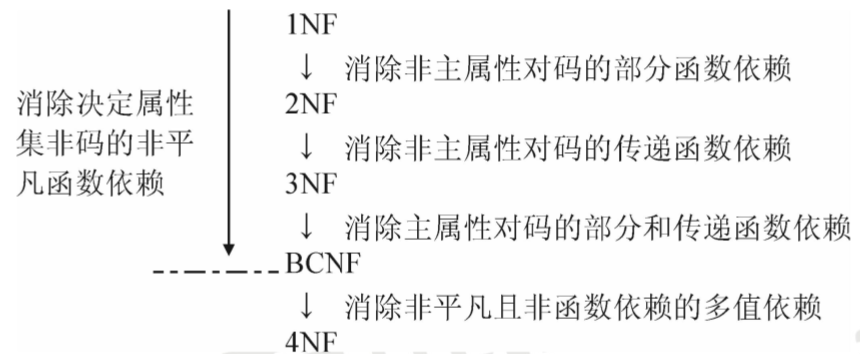 1NF
↓ 消除非主属性对码的部分函数依赖
2NF
↓ 消除非主属性对码的传递函数依赖
3NF
↓ 消除主属性对码的部分和传递函数依赖
BCNF
↓ 消除非平凡且非函数依赖的多值依赖
4NF
消除决定属性
集非码的非平
凡函数依赖